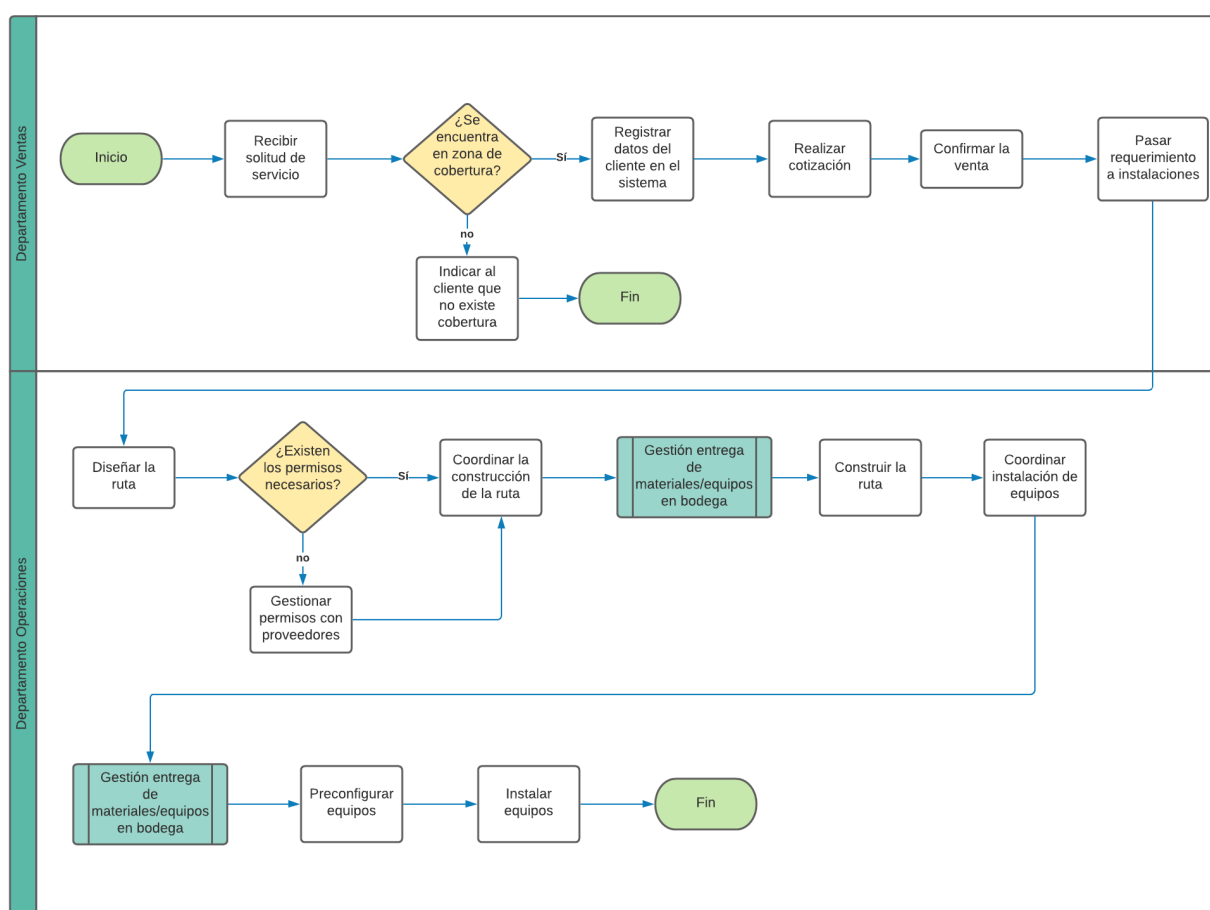 Departamento Ventas
Inicio
Recibir
solitud de
servicio
¿Se
encuentra
en zona de
cobertura?
Sí
Registrar
datos del
cliente en el
sistema
Realizar
cotización
Confirmar la
venta
Pasar
requerimiento
a instalaciones
no
Indicar al
cliente que
no existe
cobertura
Fin
Departamento Operaciones
Diseñar la
ruta
¿Existen
los permisos
necesarios?
Sí
Coordinar la
construcción
de la ruta
Gestión entrega
de
materiales/equipos
en bodega
Construir la
ruta
Coordinar
instalación de
equipos
no
Gestionar
permisos con
proveedores
Gestión entrega
de
materiales/equipos
en bodega
Preconfigurar
equipos
Instalar
equipos
Fin